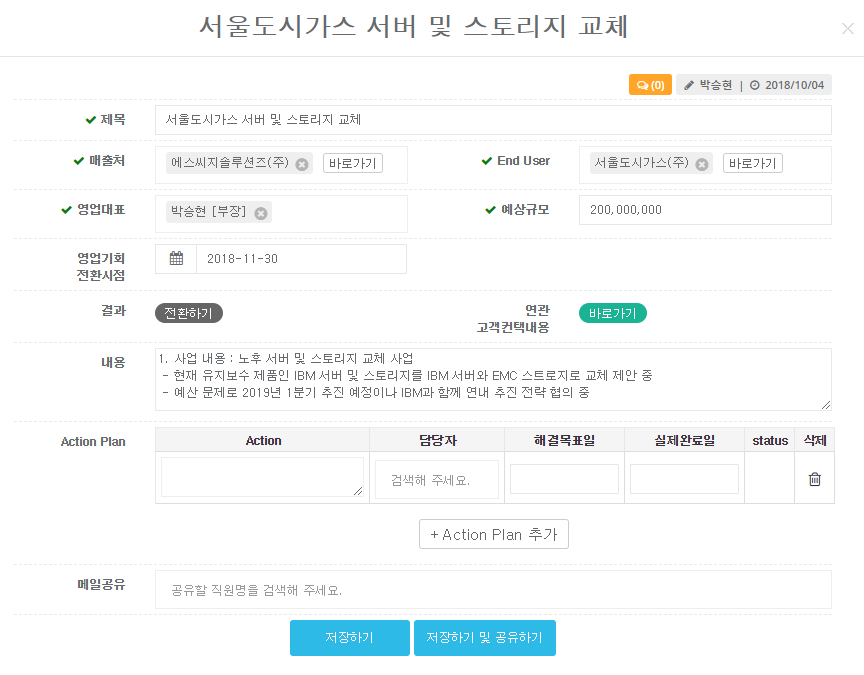 서울도시가스 서버 및 스토리지 교체
(0) 박승현 | 2018/10/04
제목 서울도시가스 서버 및 스토리지 교체
매출처 에스씨지솔루션즈(주) 바로가기 End User 서울도시가스(주) 바로가기
영업대표 박승현 [부장] 예상규모 200,000,000
영업기회 2018-11-30
전환시점
결과 전환하기 연관 바로가기
고객컨택내용
내용 1. 사업 내용 : 노후 서버 및 스토리지 교체 사업
- 현재 유지보수 제품인 IBM 서버 및 스토리지를 IBM 서버와 EMC 스트로지로 교체 제안 중
- 예산 문제로 2019년 1분기 추진 예정이나 IBM과 함께 연내 추진 전략 협의 중
Action Plan Action 담당자 해결목표일 실제완료일 status 삭제
검색해 주세요.
+ Action Plan 추가
메일공유 공유할 직원명을 검색해 주세요.
저장하기 저장하기 및 공유하기